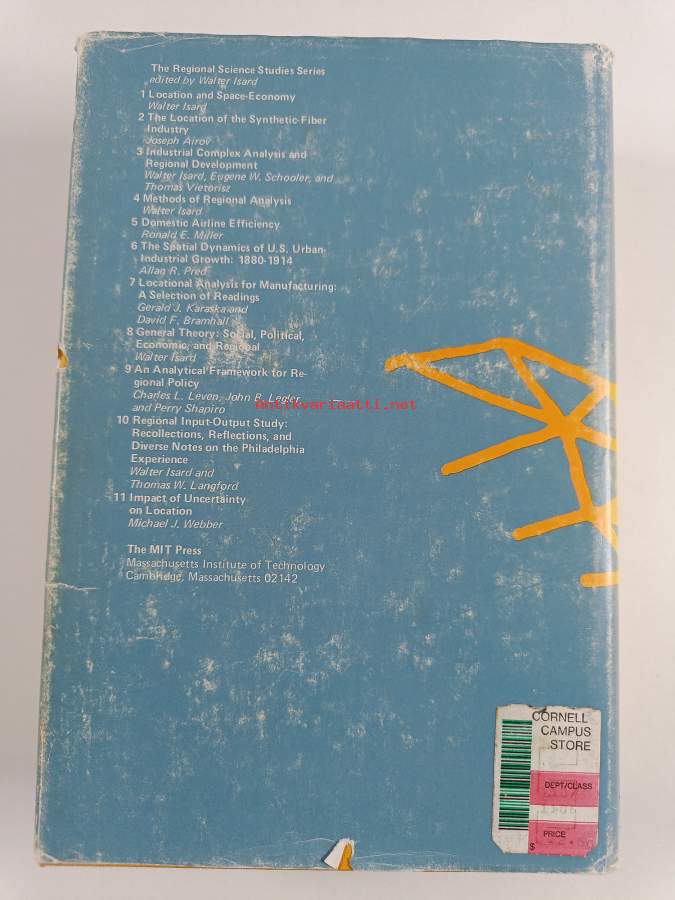 The Regional Science Studies Series
edited by Walter Isard
1 Location and Space-Economy
Walter Isard
2 The Location of the Synthetic-Fiber
Industry
Joseph Airov
3 Industrial Complex Analysis and
Regional Development
Walter Isard, Eugene W. Schooler, and
Thomas Vietorisz
4 Methods of Regional Analysis
Walter Isard
5 Domestic Airline Efficiency
Ronald E. Miller
6 The Spatial Dynamics of U.S. Urban-
Industrial Growth: 1880-1914
Allan R. Pred
7 Locational Analysis for Manufacturing:
A Selection of Readings
Gerald J. Karaska and
David F. Bramhall
8 General Theory: Social, Political,
Economic, and Regional
Walter Isard
9 An Analytical Framework for Re-
gional Policy
Charles L. Leven, John B. Legler
and Perry Shapiro
Antikvariaatti.net
10 Regional Input-Output Study:
Recollections, Reflections, and
Diverse Notes on the Philadelphia
Experience
Walter Isard and
Thomas W. Langford
11 Impact of Uncertainty
on Location
Michael J. Webber
The MIT Press
Massachusetts Institute of Technology
Cambridge, Massachusetts 02142
CORNELL
CAMPUS
STORE
DEPT/CLASS
PRICE
$